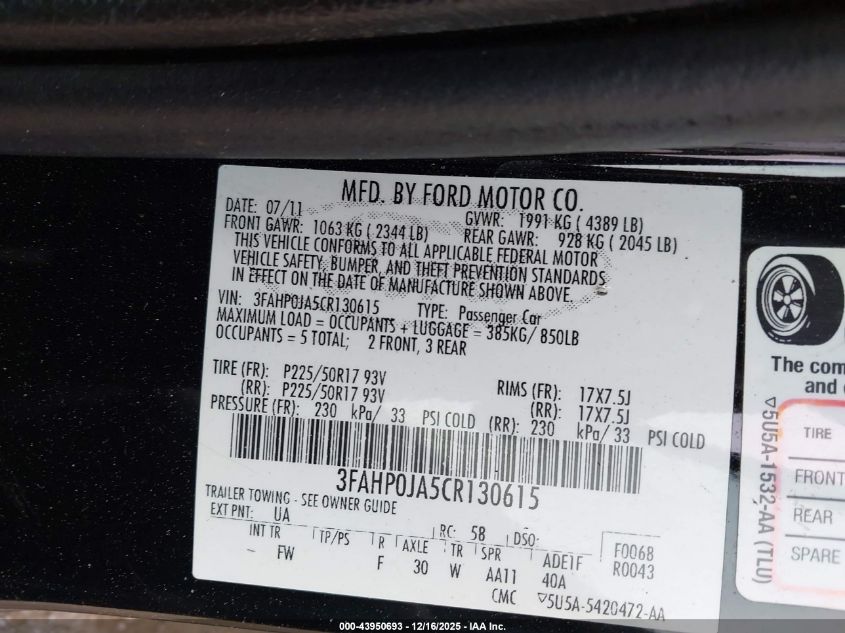 MFD. BY FORD MOTOR CO.
DATE: 07/11 GVWR: 1991 KG ( 4389 LB)
FRONT GAWR: 1063 KG ( 2344 LB) REAR GAWR: 928 KG ( 2045 LB)
THIS VEHICLE CONFORMS TO ALL APPLICABLE FEDERAL MOTOR
VEHICLE SAFETY, BUMPER, AND THEFT PREVENTION STANDARDS
IN EFFECT ON THE DATE OF MANUFACTURE SHOWN ABOVE.
VIN: 3FAHP0JA5CR130615 TYPE: Passenger Car
MAXIMUM LOAD = OCCUPANTS + LUGGAGE = 385KG/ 850LB
OCCUPANTS = 5 TOTAL; 2 FRONT, 3 REAR
TIRE (FR): P225/50R17 93V RIMS (FR): 17X7.5J
(RR): P225/50R17 93V (RR): 17X7.5J
PRESSURE (FR): 230 kPa/ 33 PSI COLD (RR): 230 kPa/ 33 PSI COLD
3FAHP0JA5CR130615
TRAILER TOWING - SEE OWNER GUIDE
EXT PNT: UA RC: 58 DSO: F0068
INT TR TP/PS R AXLE TR SPR ADE1F R0043
- FW F 30 W AA11 40A
CMC ▽5U5A-5420472-AA
The com
and
TIRE
FRONT
REAR
SPARE
▽5U5A-1532-AA (TLU)
000-43950693 - 12/16/2025 - IAA Inc.